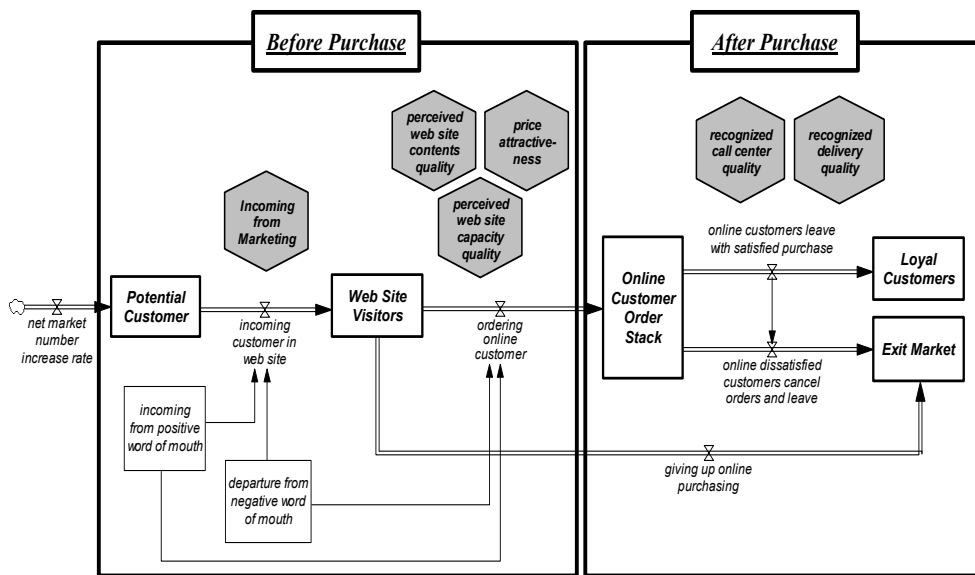 Before Purchase
After Purchase
perceived
web site
contents
quality
price
attractive-
ness
recognized
call center
quality
recognized
delivery
quality
Incoming
from
Marketing
perceived
web site
capacity
quality
online customers leave
with satisfied purchase
Potential
Customer
Web Site
Visitors
Online
Customer
Order
Stack
Loyal
Customers
net market
number
increase rate
incoming
customer in
web site
ordering
online
customer
Exit Market
online dissatisfied
customers cancel
orders and leave
incoming
from positive
word of mouth
departure from
negative word
of mouth
giving up online
purchasing